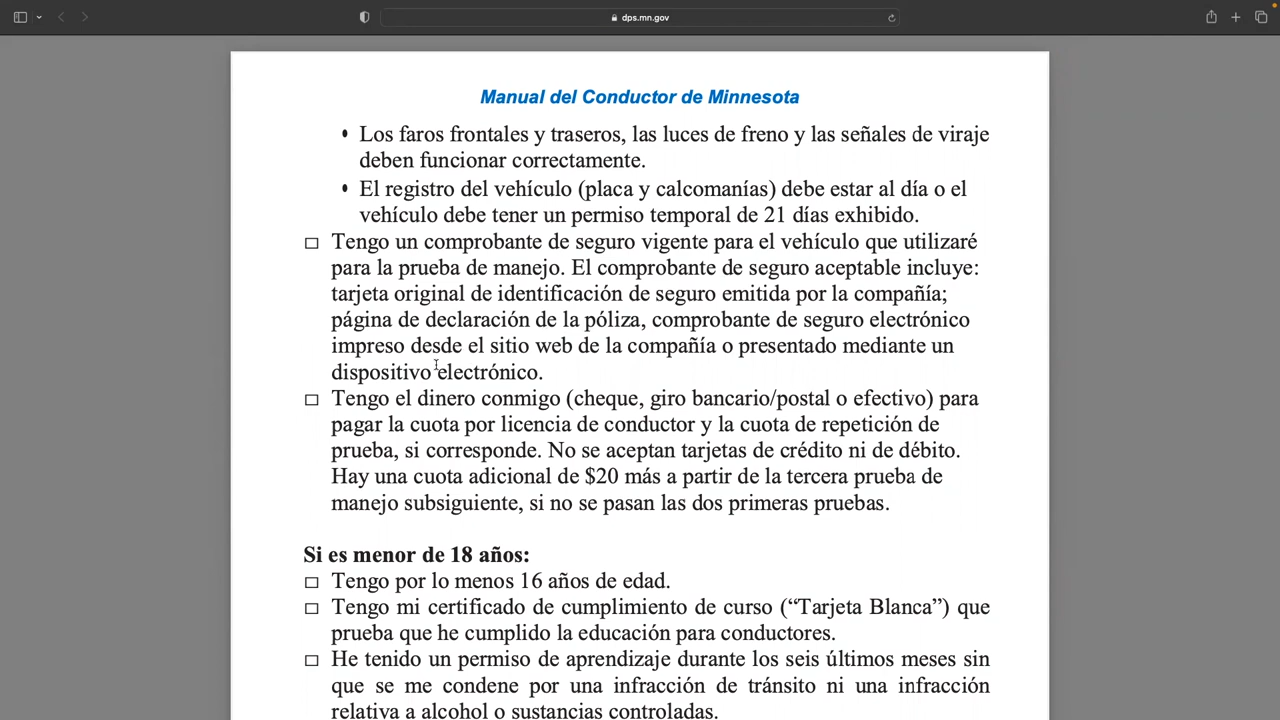 dps.mn.gov
Manual del Conductor de Minnesota
• Los faros frontales y traseros, las luces de freno y las señales de viraje
deben funcionar correctamente.
• El registro del vehículo (placa y calcomanías) debe estar al día o el
vehículo debe tener un permiso temporal de 21 días exhibido.
☐ Tengo un comprobante de seguro vigente para el vehículo que utilizaré
para la prueba de manejo. El comprobante de seguro aceptable incluye:
tarjeta original de identificación de seguro emitida por la compañía;
página de declaración de la póliza, comprobante de seguro electrónico
impreso desde el sitio web de la compañía o presentado mediante un
dispositivo electrónico.
☐ Tengo el dinero conmigo (cheque, giro bancario/postal o efectivo) para
pagar la cuota por licencia de conductor y la cuota de repetición de
prueba, si corresponde. No se aceptan tarjetas de crédito ni de débito.
Hay una cuota adicional de $20 más a partir de la tercera prueba de
manejo subsiguiente, si no se pasan las dos primeras pruebas.
Si es menor de 18 años:
☐ Tengo por lo menos 16 años de edad.
☐ Tengo mi certificado de cumplimiento de curso (“Tarjeta Blanca”) que
prueba que he cumplido la educación para conductores.
☐ He tenido un permiso de aprendizaje durante los seis últimos meses sin
que se me condene por una infracción de tránsito ni una infracción
relativa a alcohol o sustancias controladas.